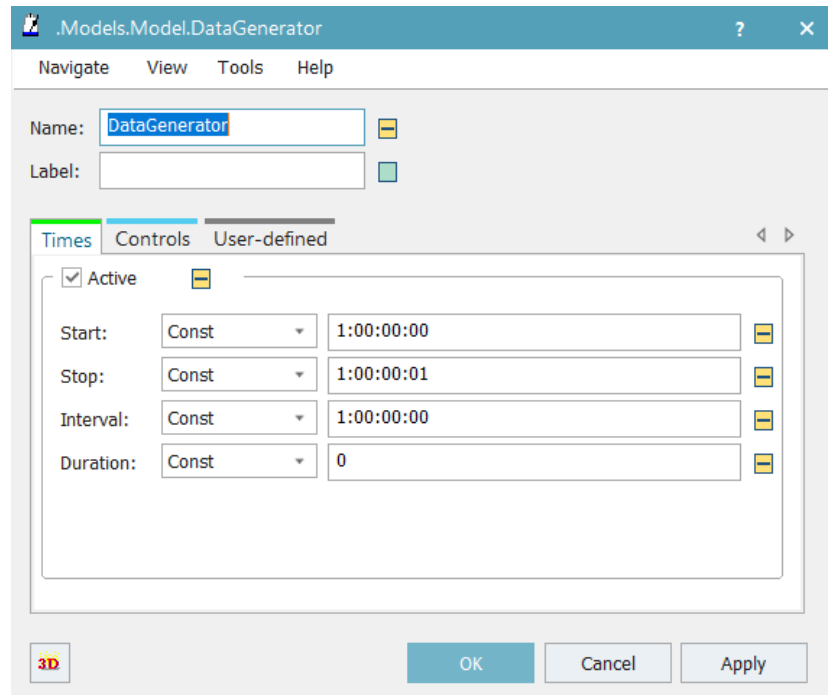 .Models.Model.DataGenerator ? ×
Navigate View Tools Help
Name: DataGenerator
Label:
Times Controls User-defined
Active
Start: Const 1:00:00:00
Stop: Const 1:00:00:01
Interval: Const 1:00:00:00
Duration: Const 0
3D OK Cancel Apply